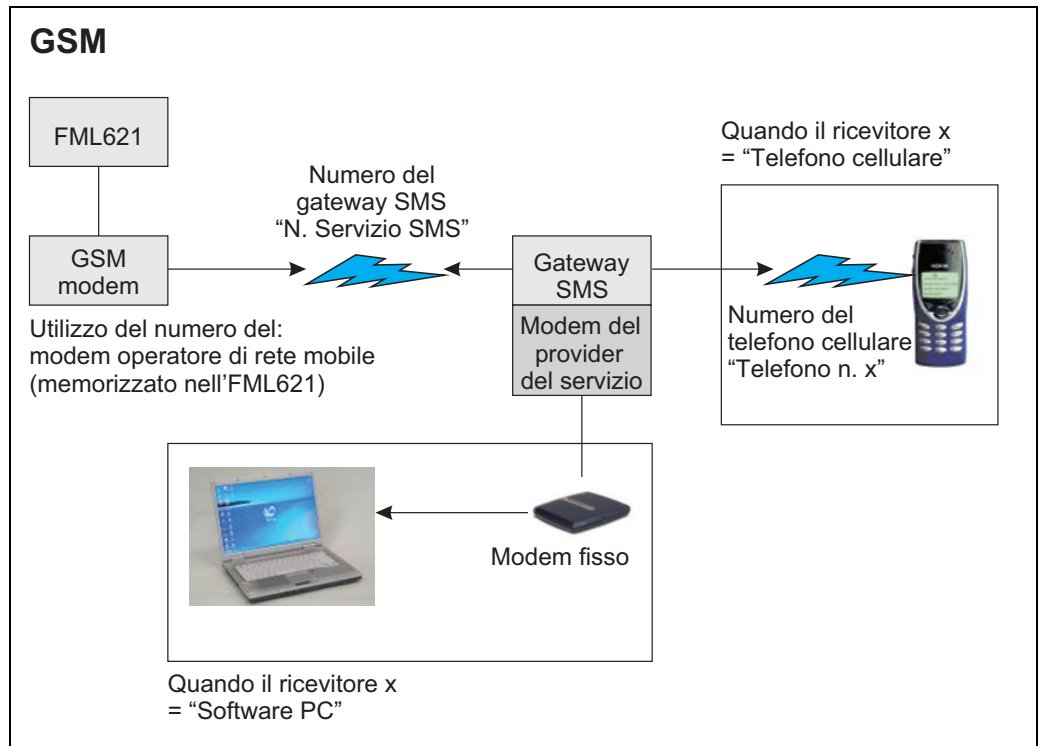 GSM
FML621
GSM
modem
Utilizzo del numero del:
modem operatore di rete mobile
(memorizzato nell’FML621)
Numero del
gateway SMS
“N. Servizio SMS”
Gateway
SMS
Modem del
provider
del servizio
Quando il ricevitore x
= “Telefono cellulare”
Numero del
telefono cellulare
“Telefono n. x”
Modem fisso
Quando il ricevitore x
= “Software PC”